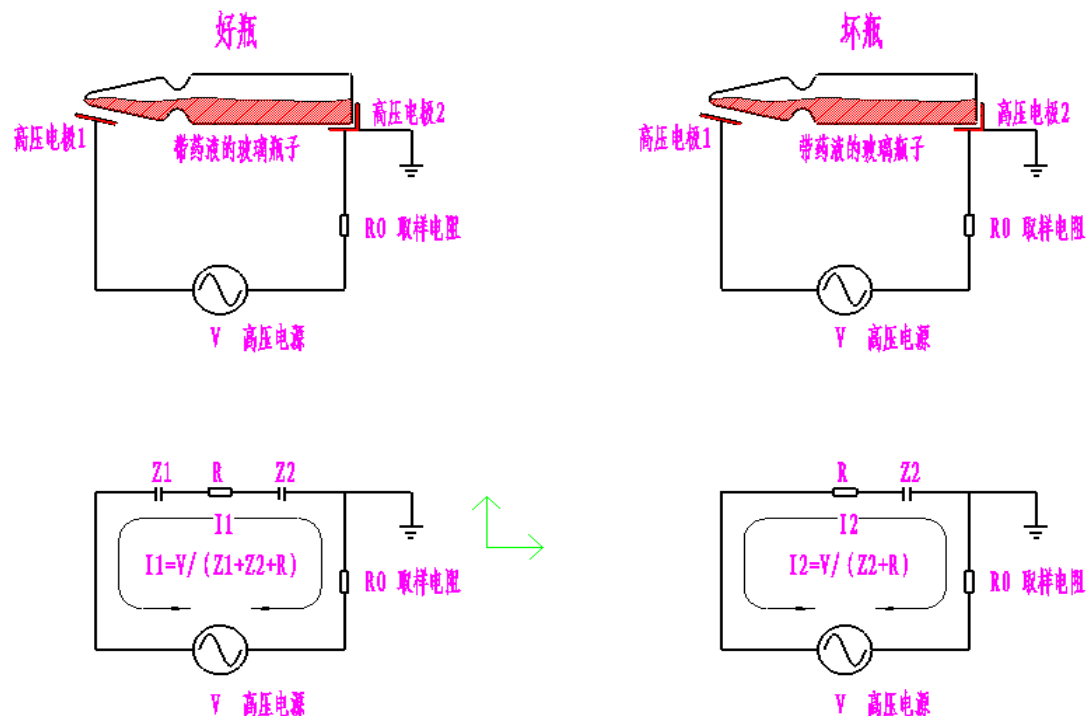 好瓶
坏瓶
高压电极1
高压电极2
带药液的玻璃瓶子
R0 取样电阻
V 高压电源
高压电极1
高压电极2
带药液的玻璃瓶子
R0 取样电阻
V 高压电源
Z1 R Z2
I1
I1=V/(Z1+Z2+R)
R0 取样电阻
V 高压电源
R Z2
I2
I2=V/(Z2+R)
R0 取样电阻
V 高压电源